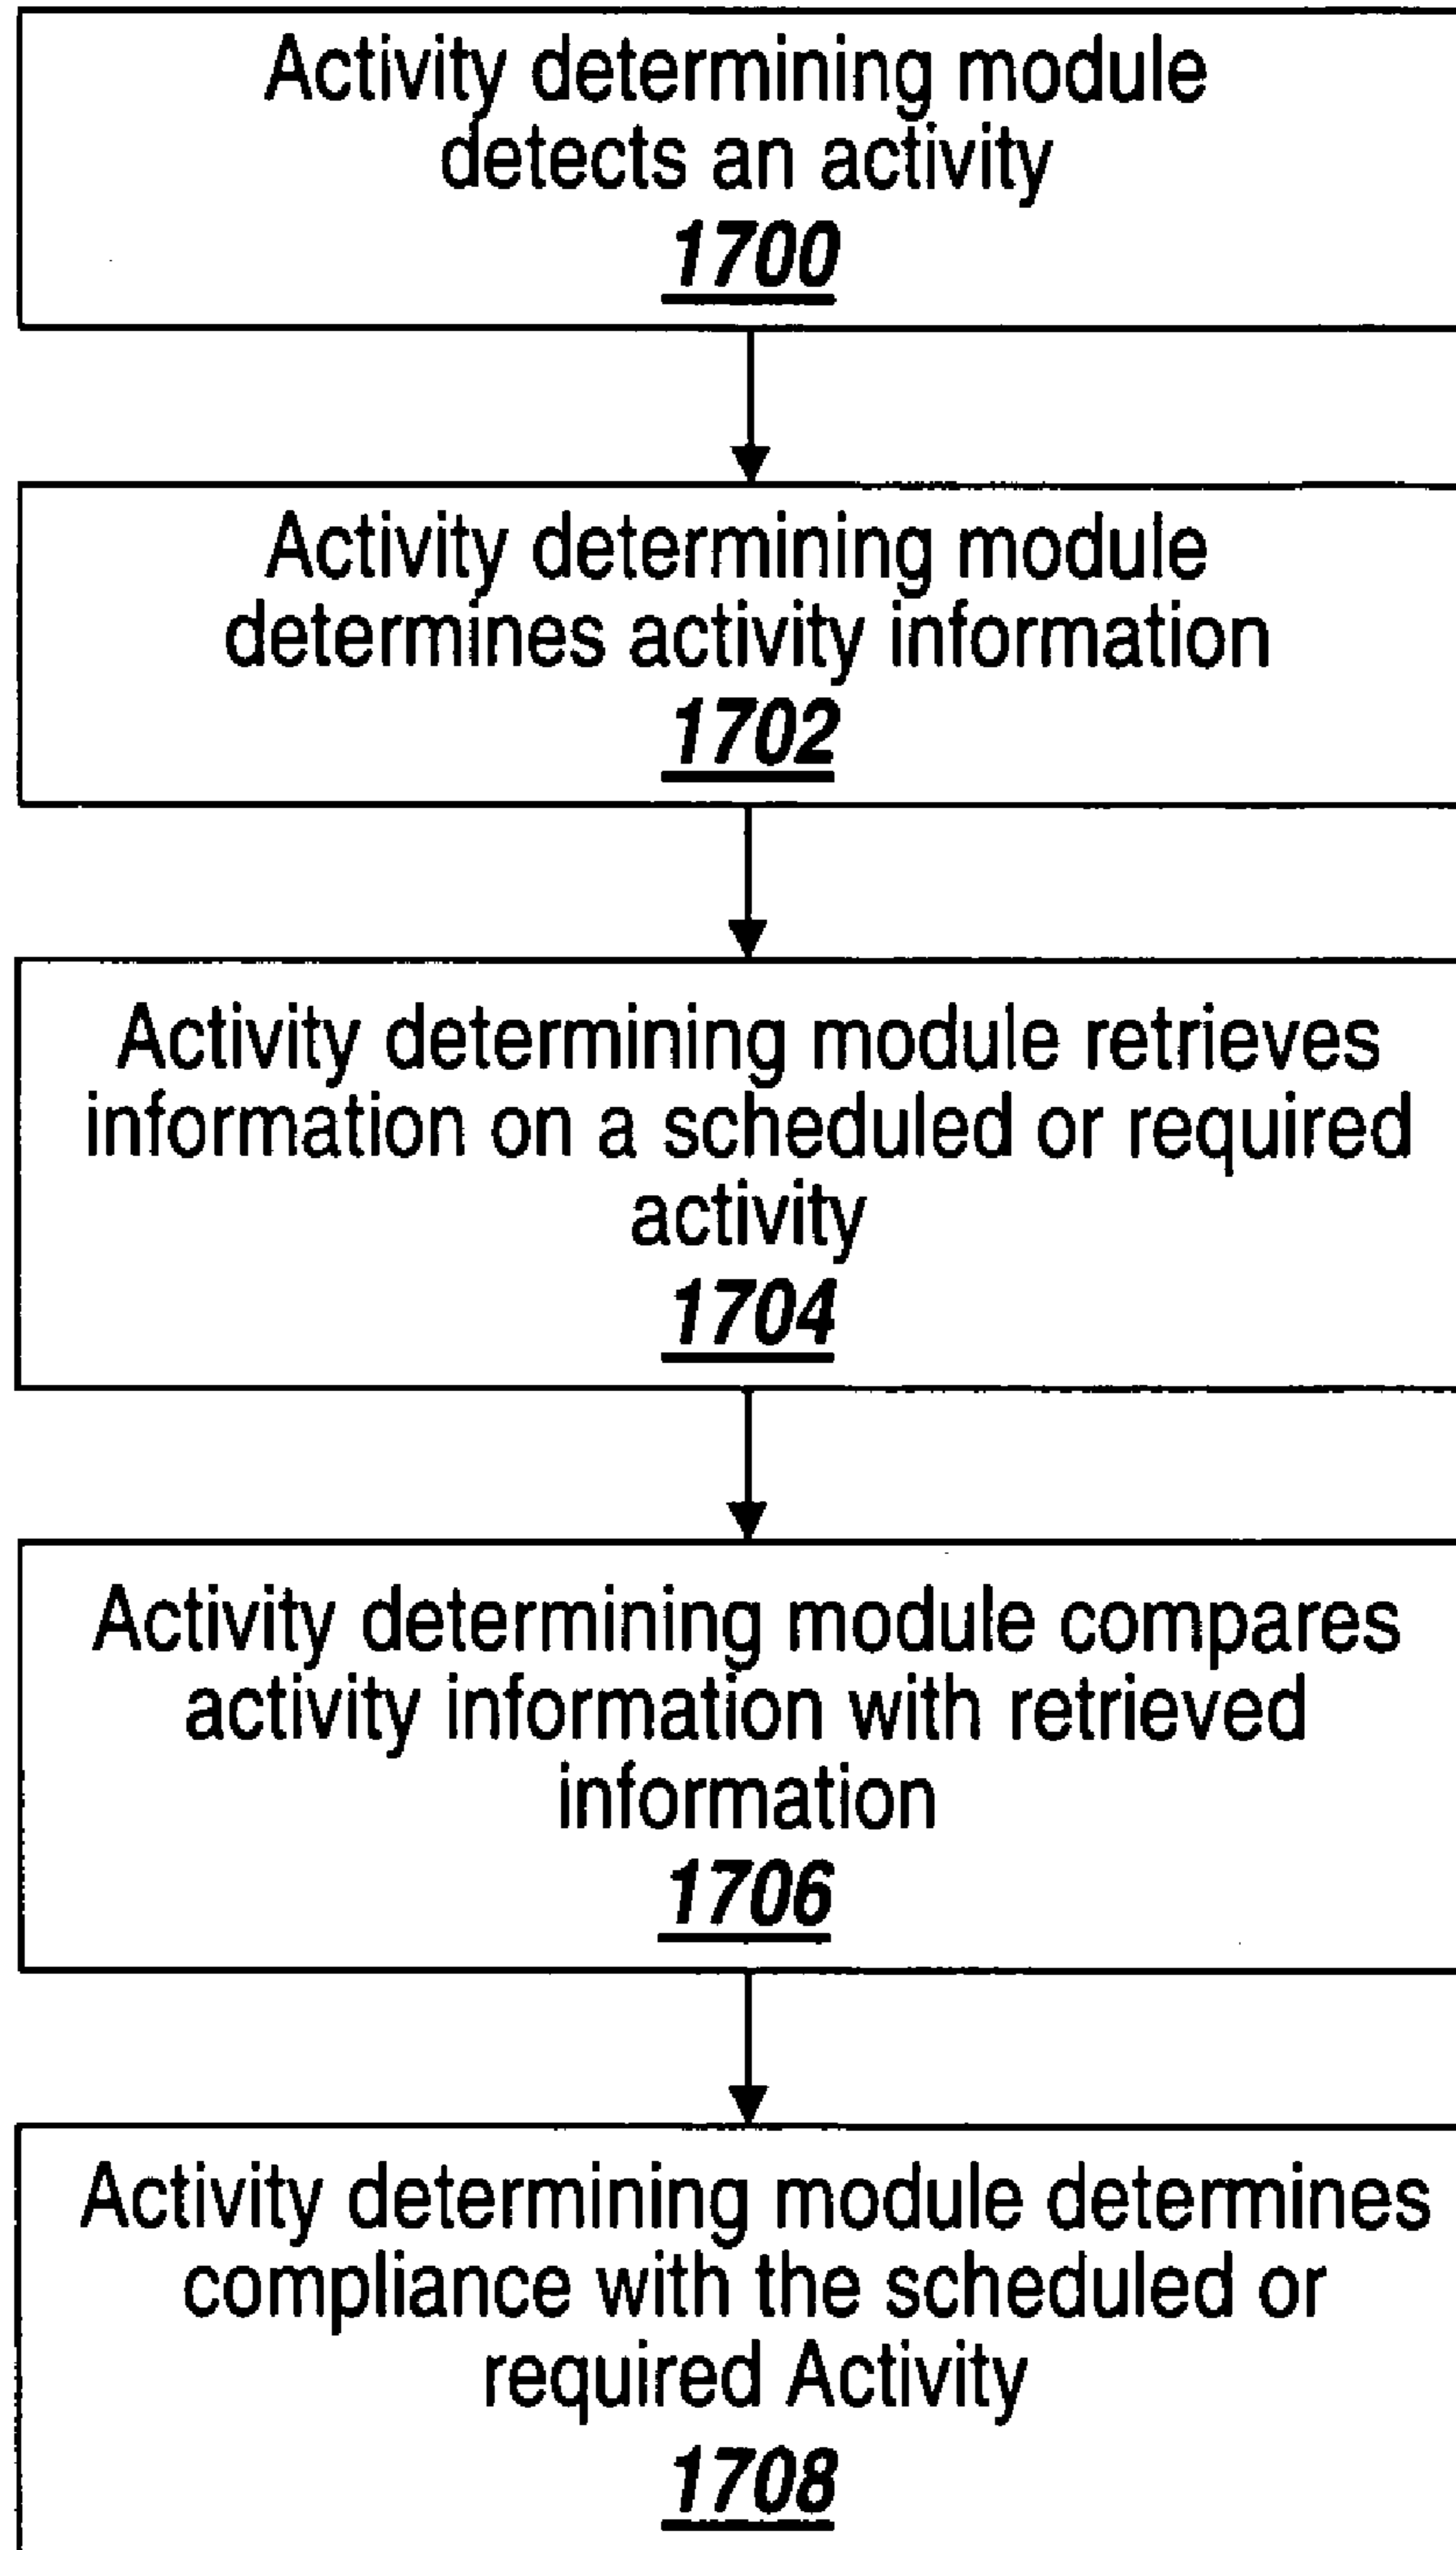 Activity determining module
detects an activity
1700
Activity determining module
determines activity information
1702
Activity determining module retrieves
information on a scheduled or required
activity
1704
Activity determining module compares
activity information with retrieved
information
1706
Activity determining module determines
compliance with the scheduled or
required Activity
1708